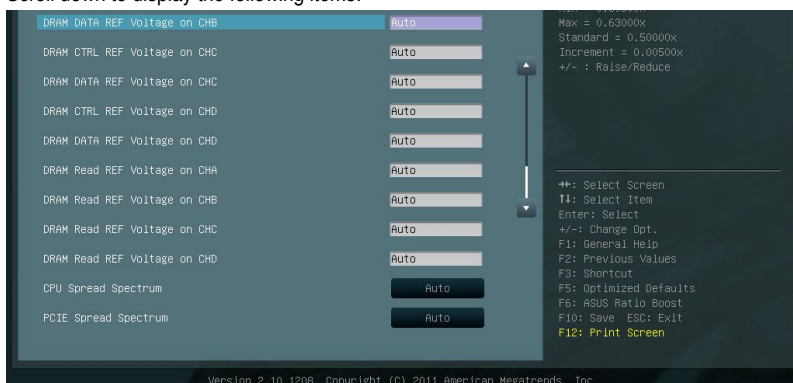 Scroll down to display the following items:
DRAM DATA REF Voltage on CHB Auto
DRAM CTRL REF Voltage on CHC Auto
DRAM DATA REF Voltage on CHC Auto
DRAM CTRL REF Voltage on CHD Auto
DRAM DATA REF Voltage on CHD Auto
DRAM Read REF Voltage on CHA Auto
DRAM Read REF Voltage on CHB Auto
DRAM Read REF Voltage on CHC Auto
DRAM Read REF Voltage on CHD Auto
CPU Spread Spectrum Auto
PCIE Spread Spectrum Auto
Max = 0.63000x
Standard = 0.50000x
Increment = 0.00500x
+/- : Raise/Reduce
→←: Select Screen
↑↓: Select Item
Enter: Select
+/-: Change Opt.
F1: General Help
F2: Previous Values
F3: Shortcut
F5: Optimized Defaults
F6: ASUS Ratio Boost
F10: Save ESC: Exit
F12: Print Screen
Version 2.10.1208. Copyright (C) 2011 American Megatrends, Inc.